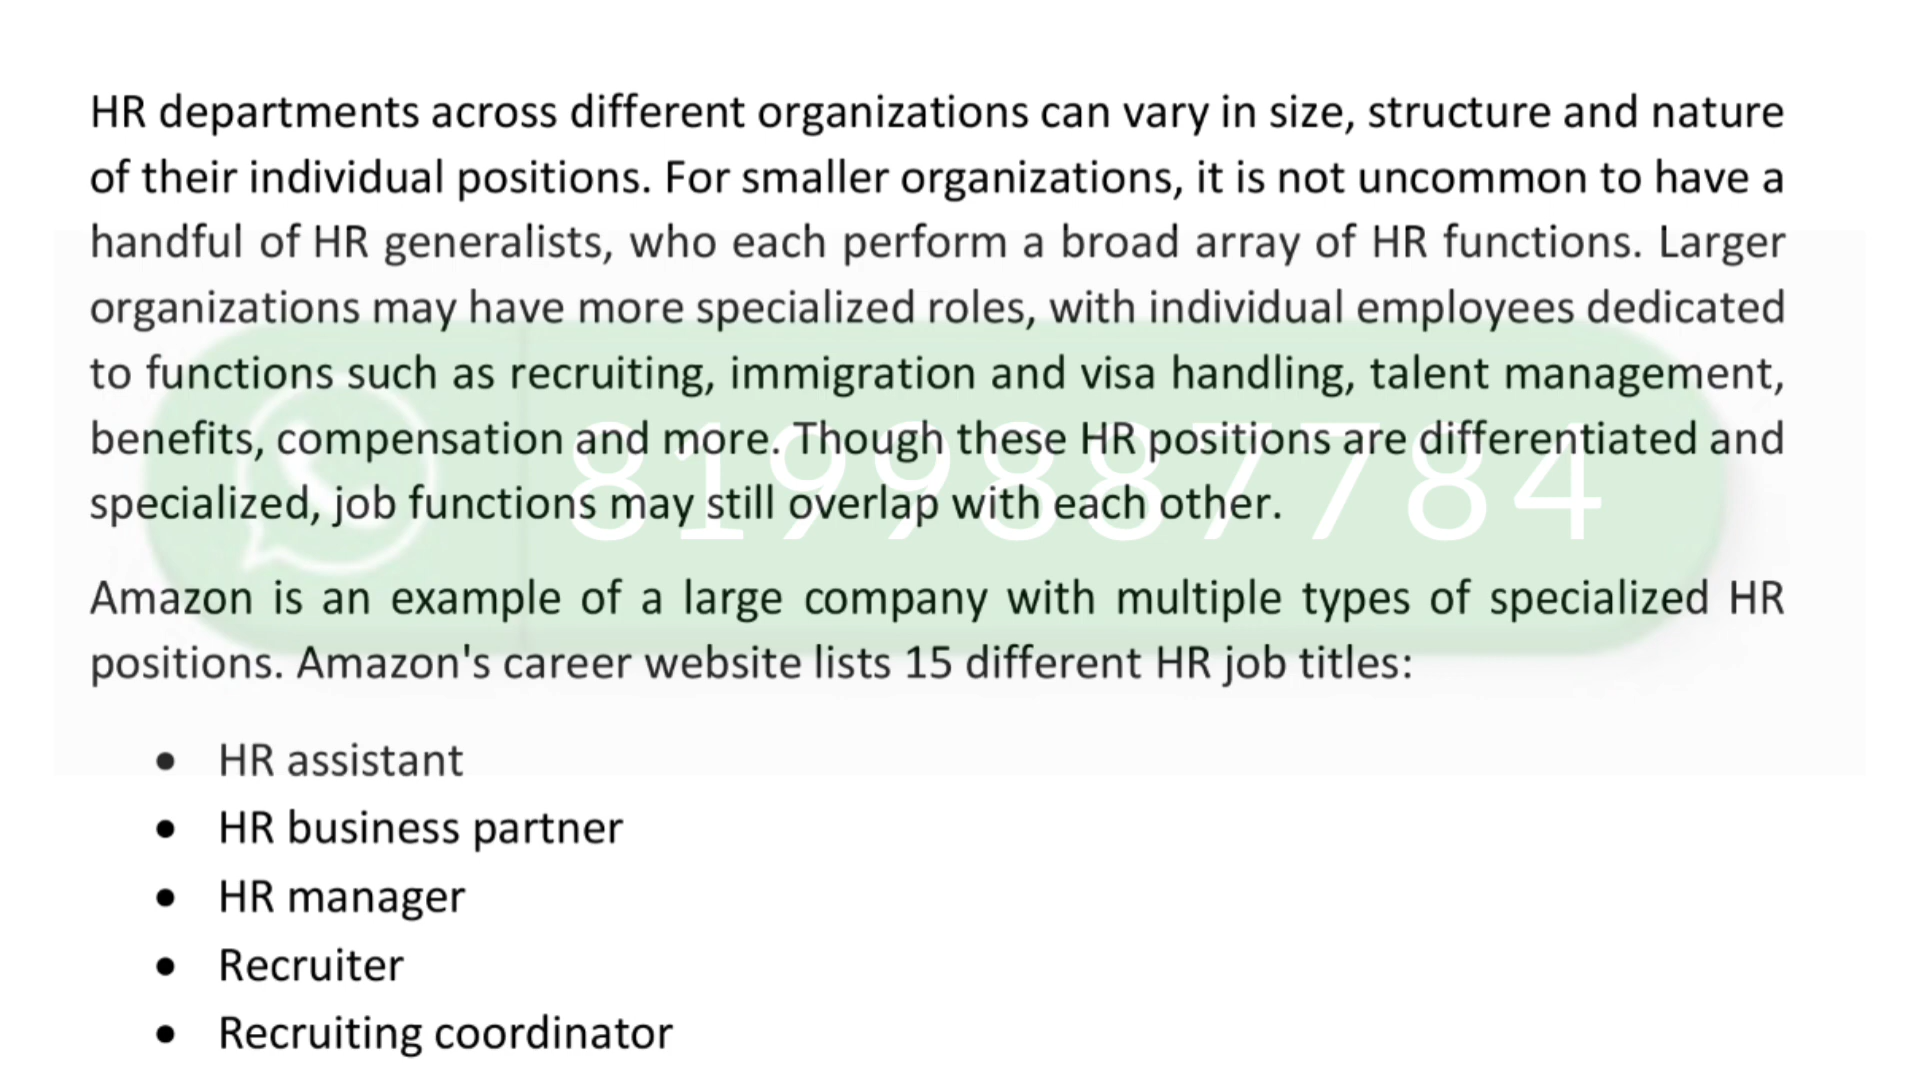 HR departments across different organizations can vary in size, structure and nature
of their individual positions. For smaller organizations, it is not uncommon to have a
handful of HR generalists, who each perform a broad array of HR functions. Larger
organizations may have more specialized roles, with individual employees dedicated
to functions such as recruiting, immigration and visa handling, talent management,
benefits, compensation and more. Though these HR positions are differentiated and
8199887784
specialized, job functions may still overlap with each other.
Amazon is an example of a large company with multiple types of specialized HR
positions. Amazon's career website lists 15 different HR job titles:
• HR assistant
• HR business partner
• HR manager
• Recruiter
• Recruiting coordinator